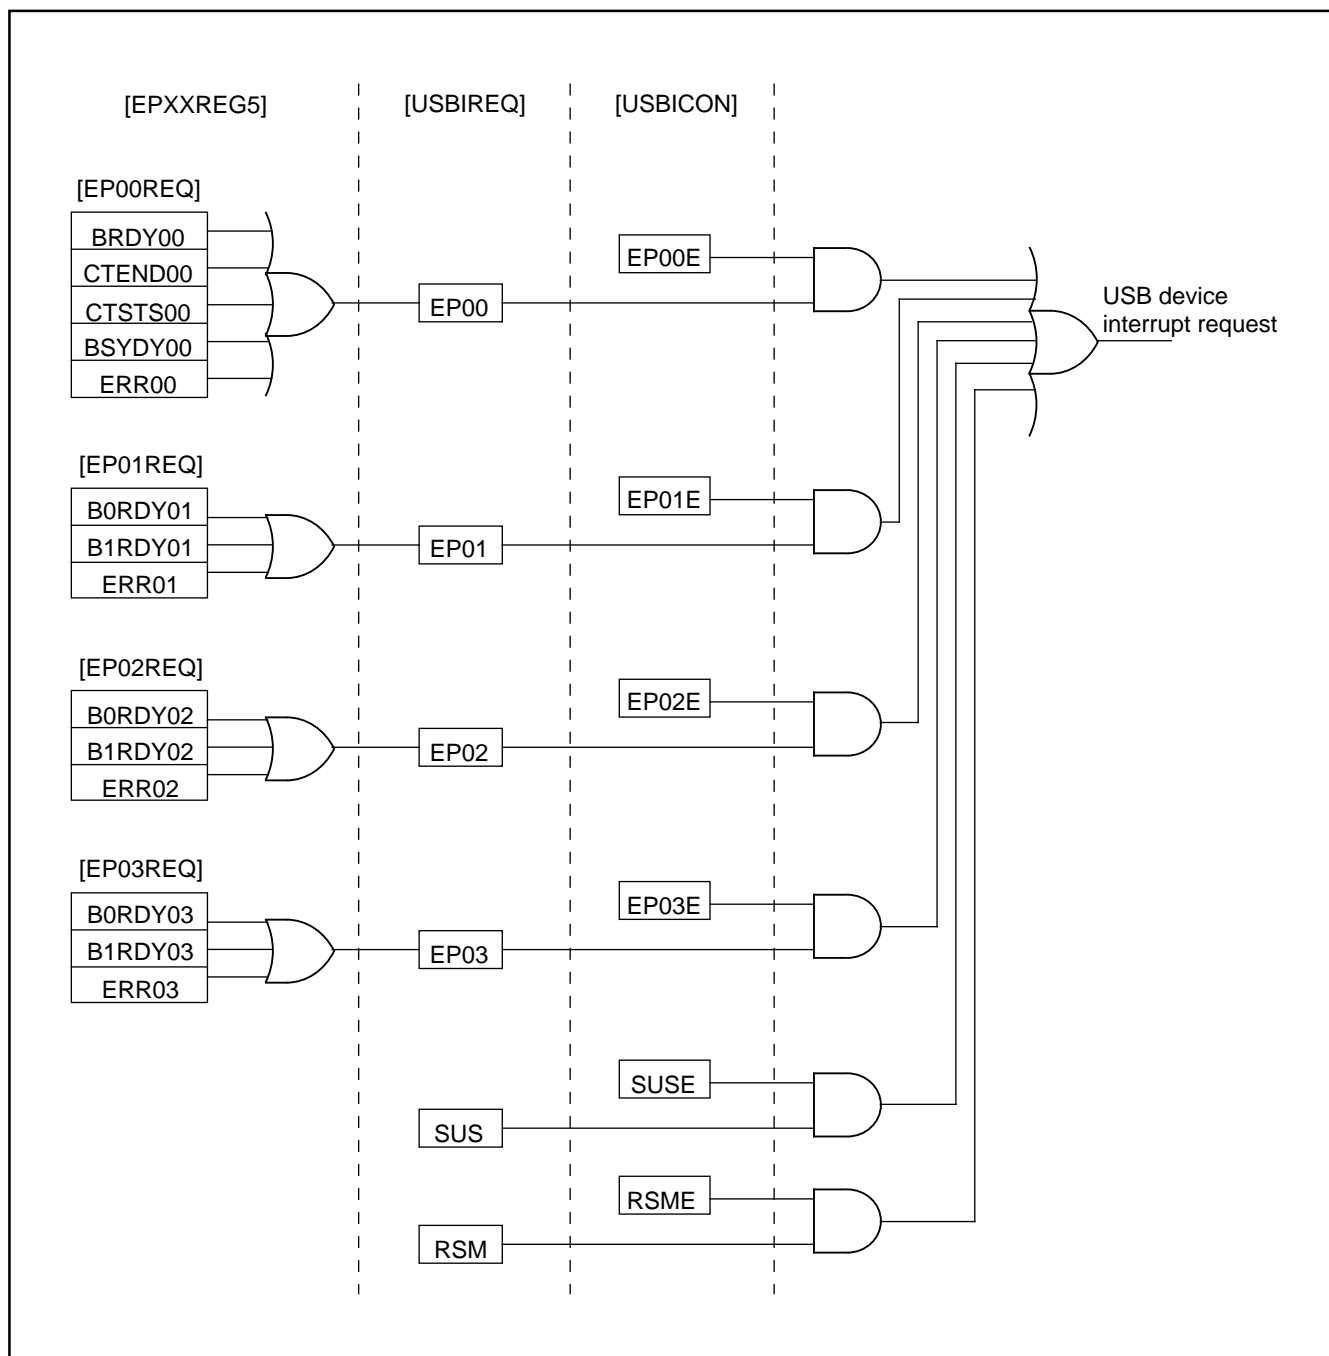 [EPXXREG5]
[USBIREQ]
[USBICON]
[EP00REQ]
BRDY00
CTEND00
CTSTS00
BSYDY00
ERR00
EP00
EP00E
USB device
interrupt request
[EP01REQ]
B0RDY01
B1RDY01
ERR01
EP01
EP01E
[EP02REQ]
B0RDY02
B1RDY02
ERR02
EP02
EP02E
[EP03REQ]
B0RDY03
B1RDY03
ERR03
EP03
EP03E
SUSE
SUS
RSME
RSM